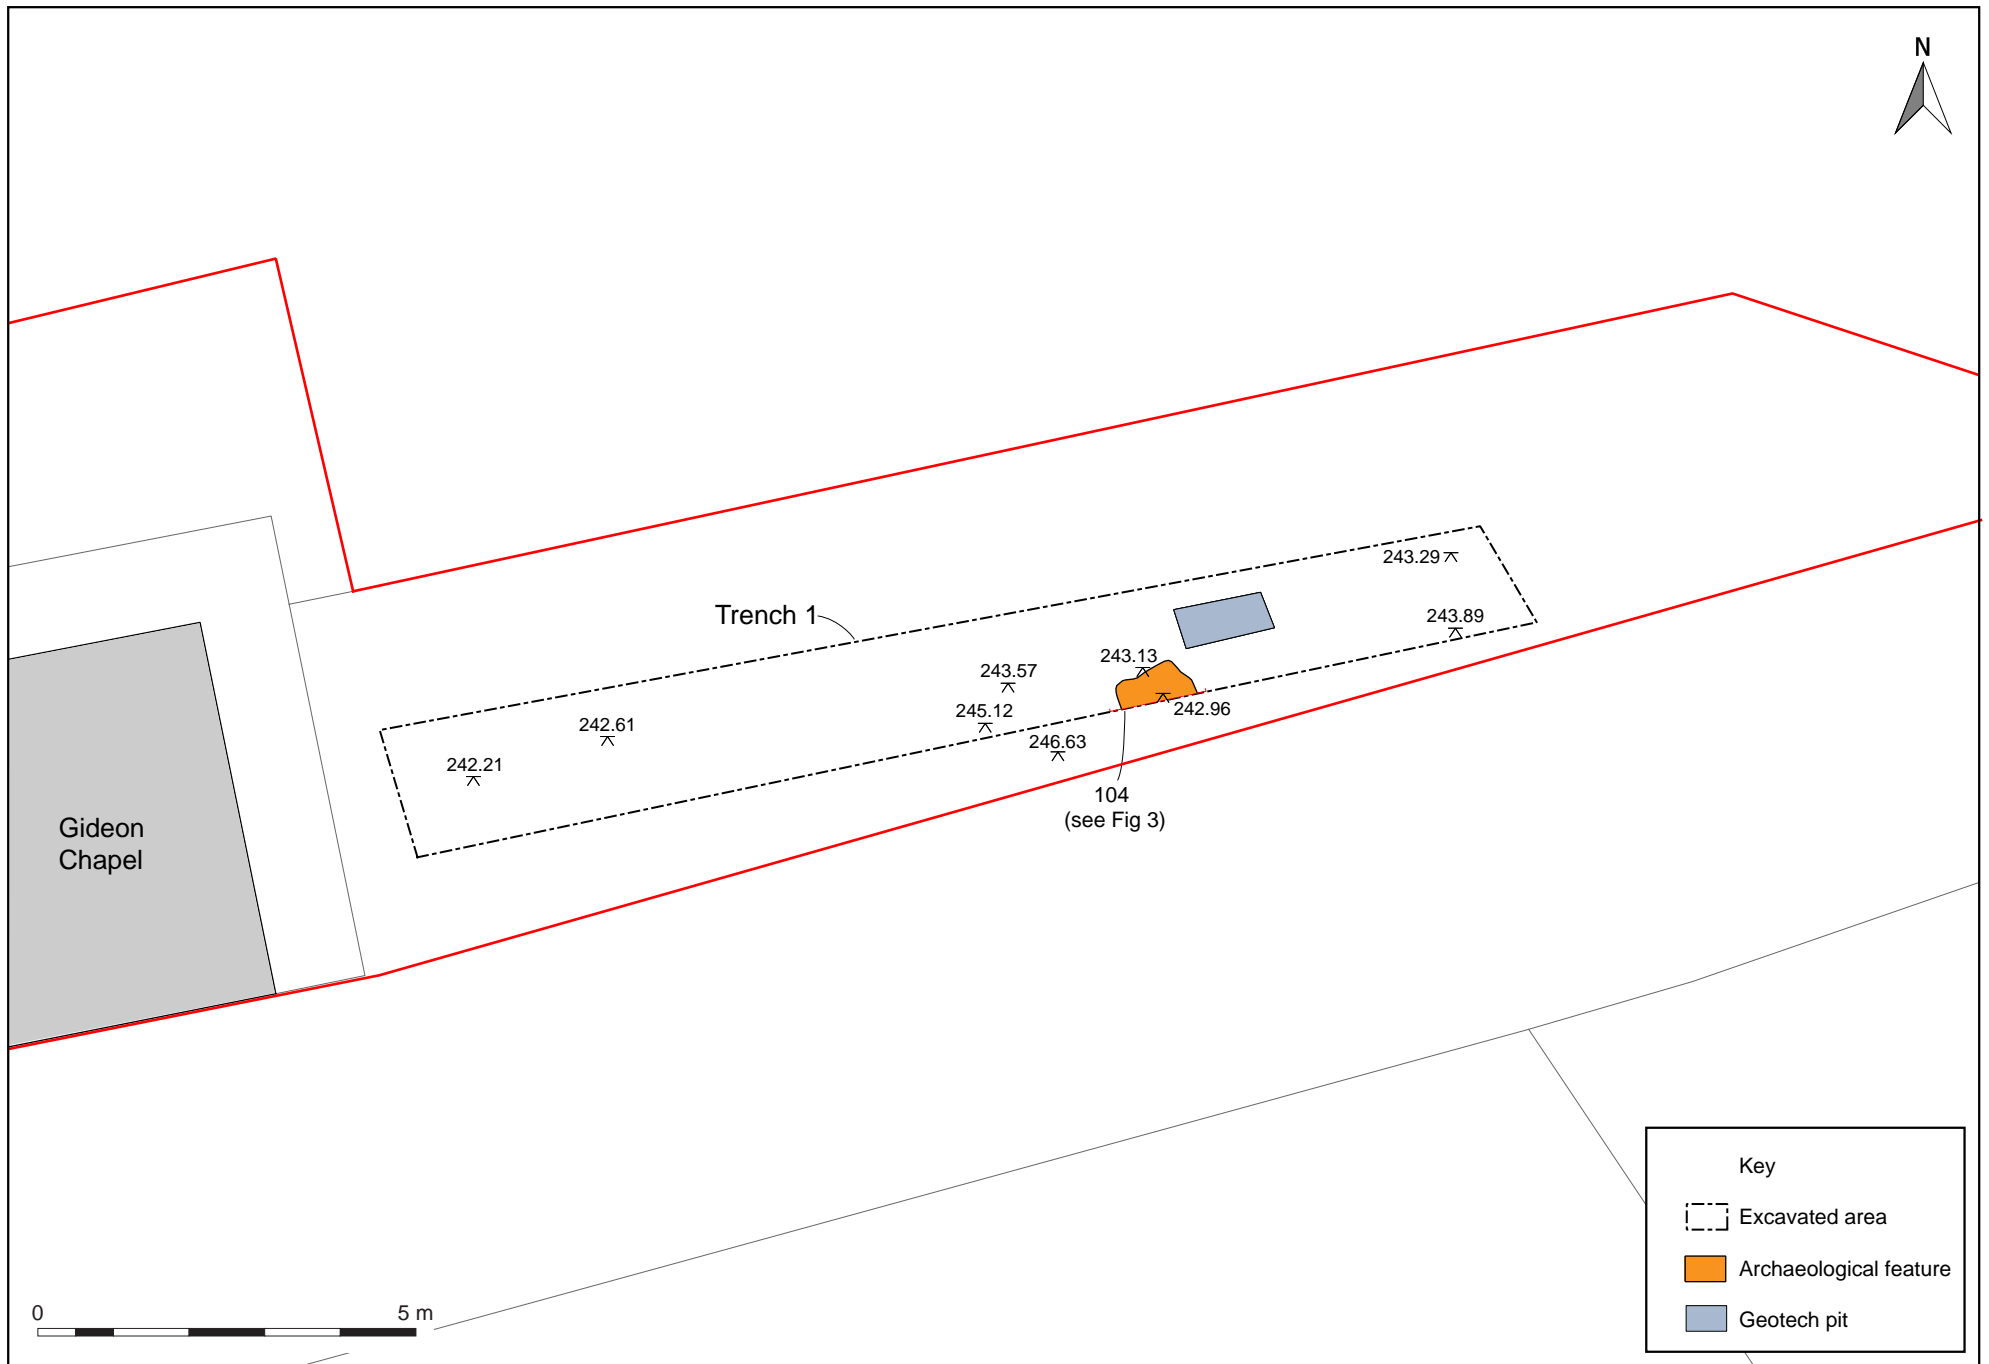 N
243.29
Trench 1
243.89
243.13
243.57
242.96
245.12
242.61
246.63
242.21
104
(see Fig 3)
Gideon
Chapel
Key
Excavated area
Archaeological feature
Geotech pit
0 5 m